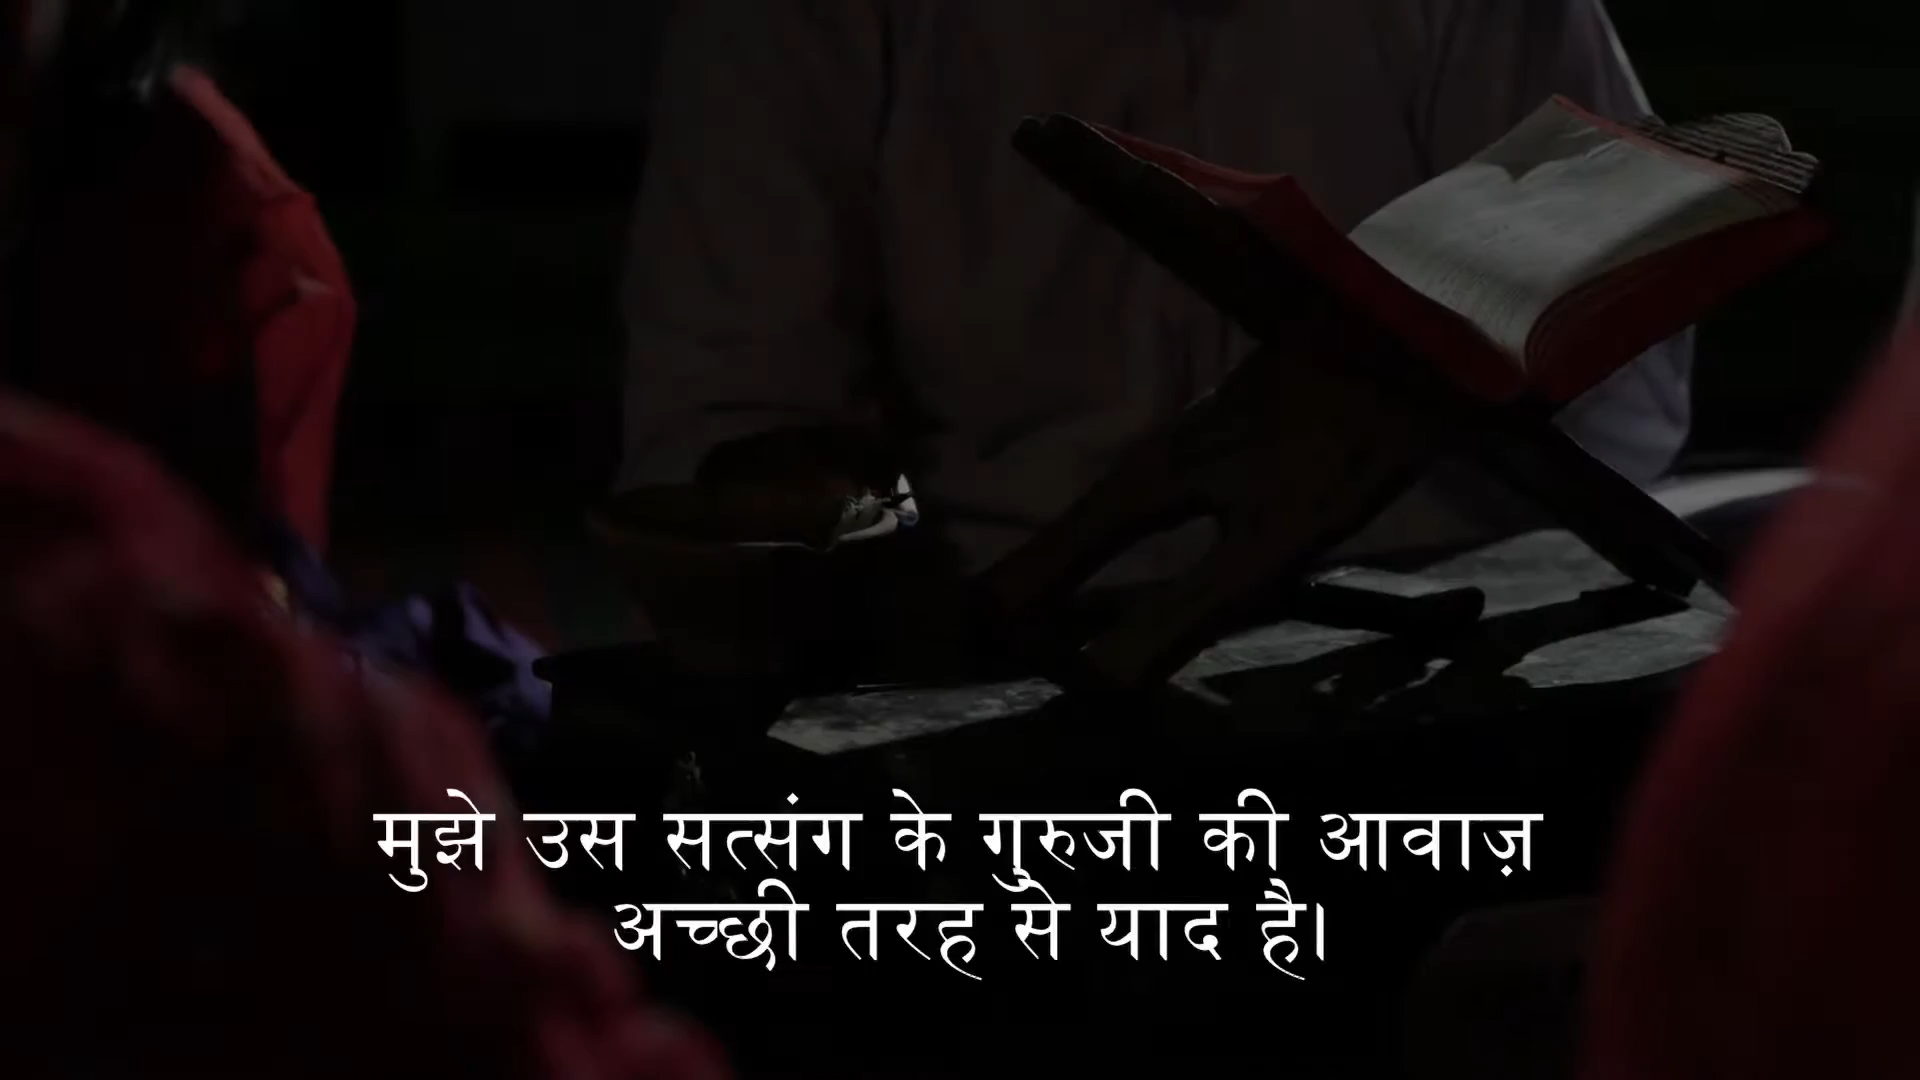 मुझे उस सत्संग के गुरुजी की आवाज़
अच्छी तरह से याद है।